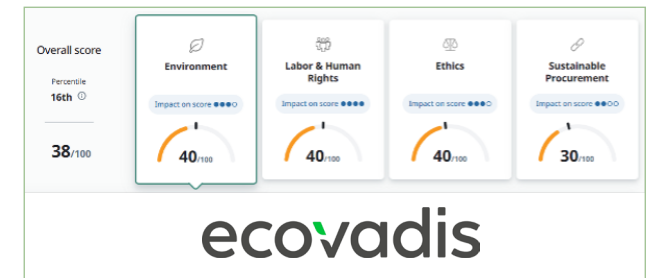 Overall score
Percentile
16th ⓘ
38/100
Environment
Impact on score
40/100
Labor & Human
Rights
Impact on score
40/100
Ethics
Impact on score
40/100
Sustainable
Procurement
Impact on score
30/100
ecovadis